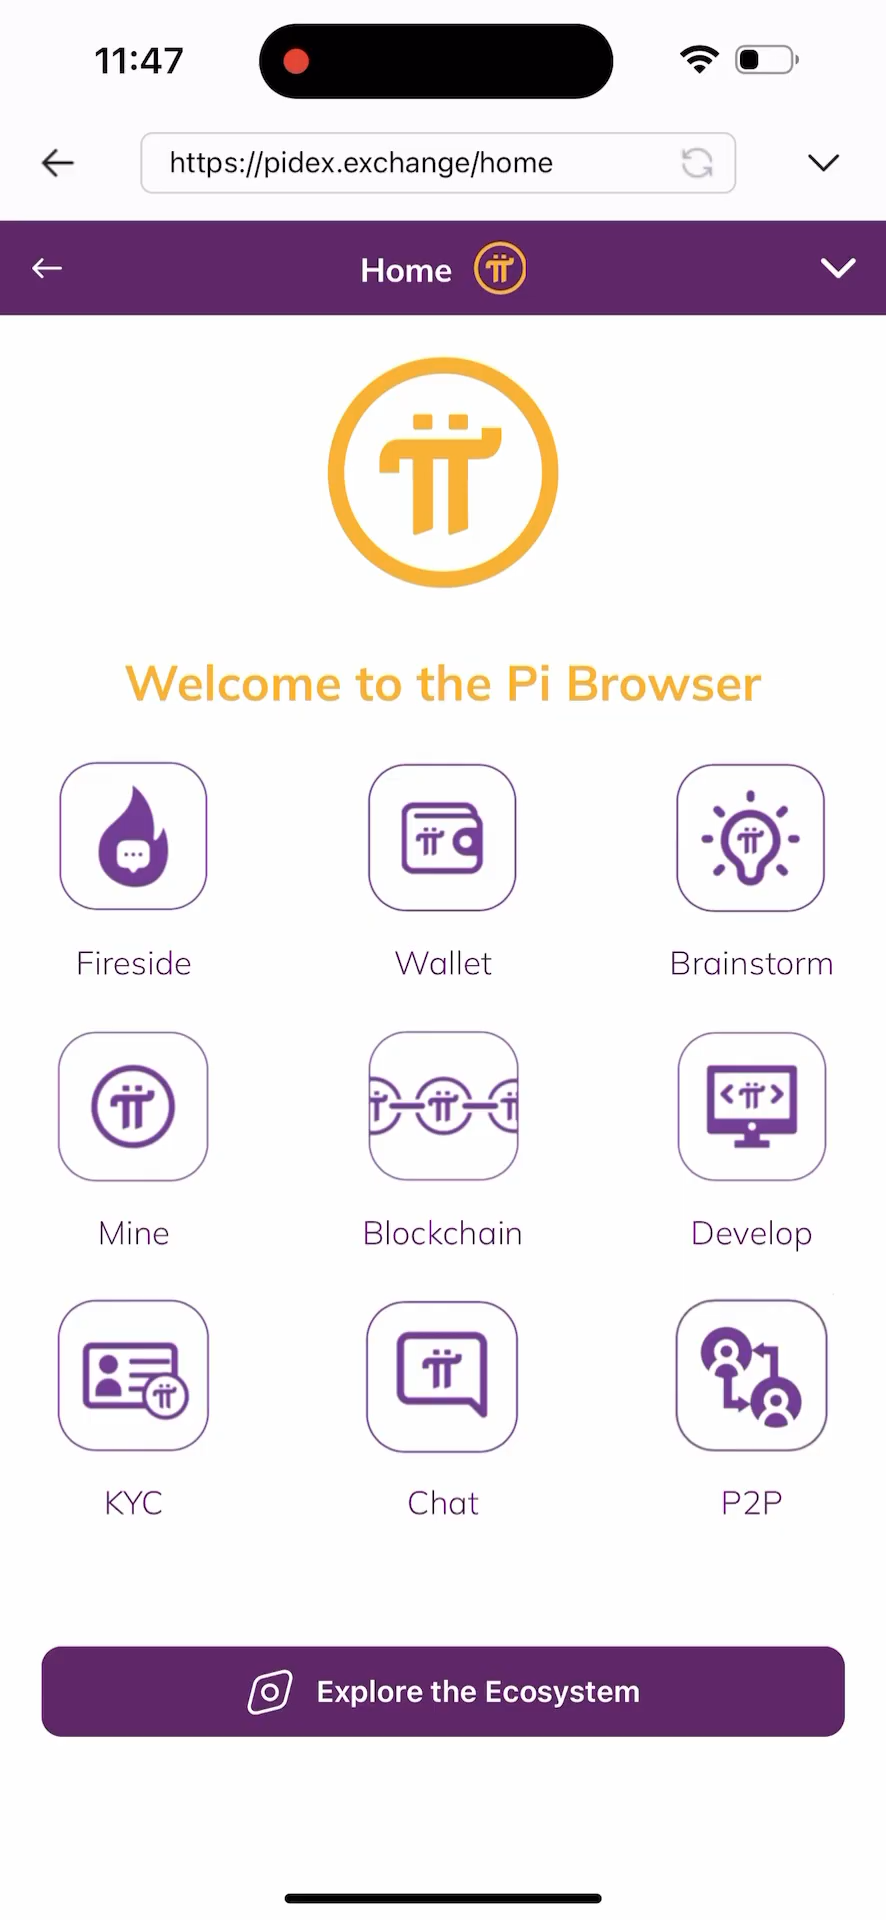 11:47
https://pidex.exchange/home
Home
Welcome to the Pi Browser
Fireside
Wallet
Brainstorm
Mine
Blockchain
Develop
KYC
Chat
P2P
Explore the Ecosystem